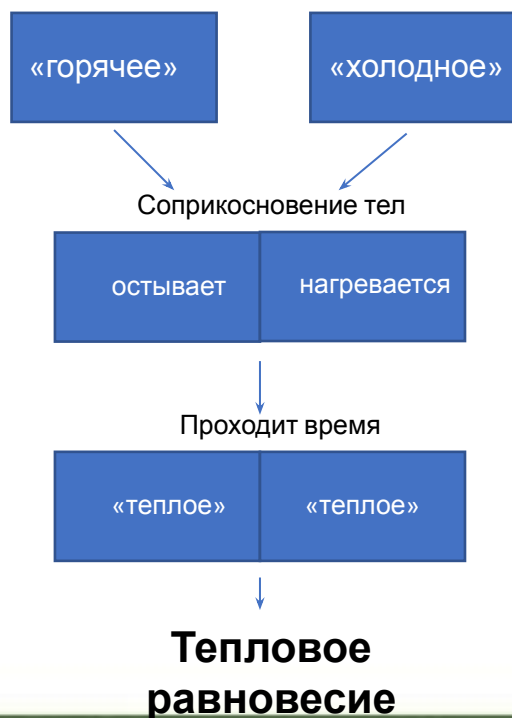 «горячее»
«холодное»
Соприкосновение тел
остывает
нагревается
Проходит время
«теплое»
«теплое»
Тепловое
равновесие